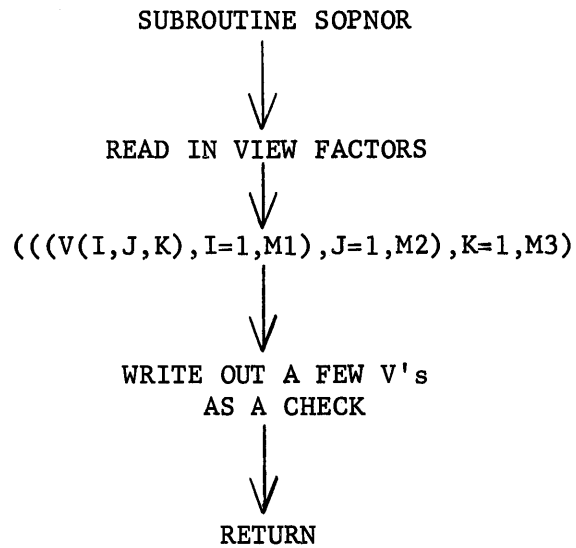 SUBROUTINE SOPNOR
READ IN VIEW FACTORS
(((V(I,J,K),I=1,M1),J=1,M2),K=1,M3)
WRITE OUT A FEW V's
AS A CHECK
RETURN